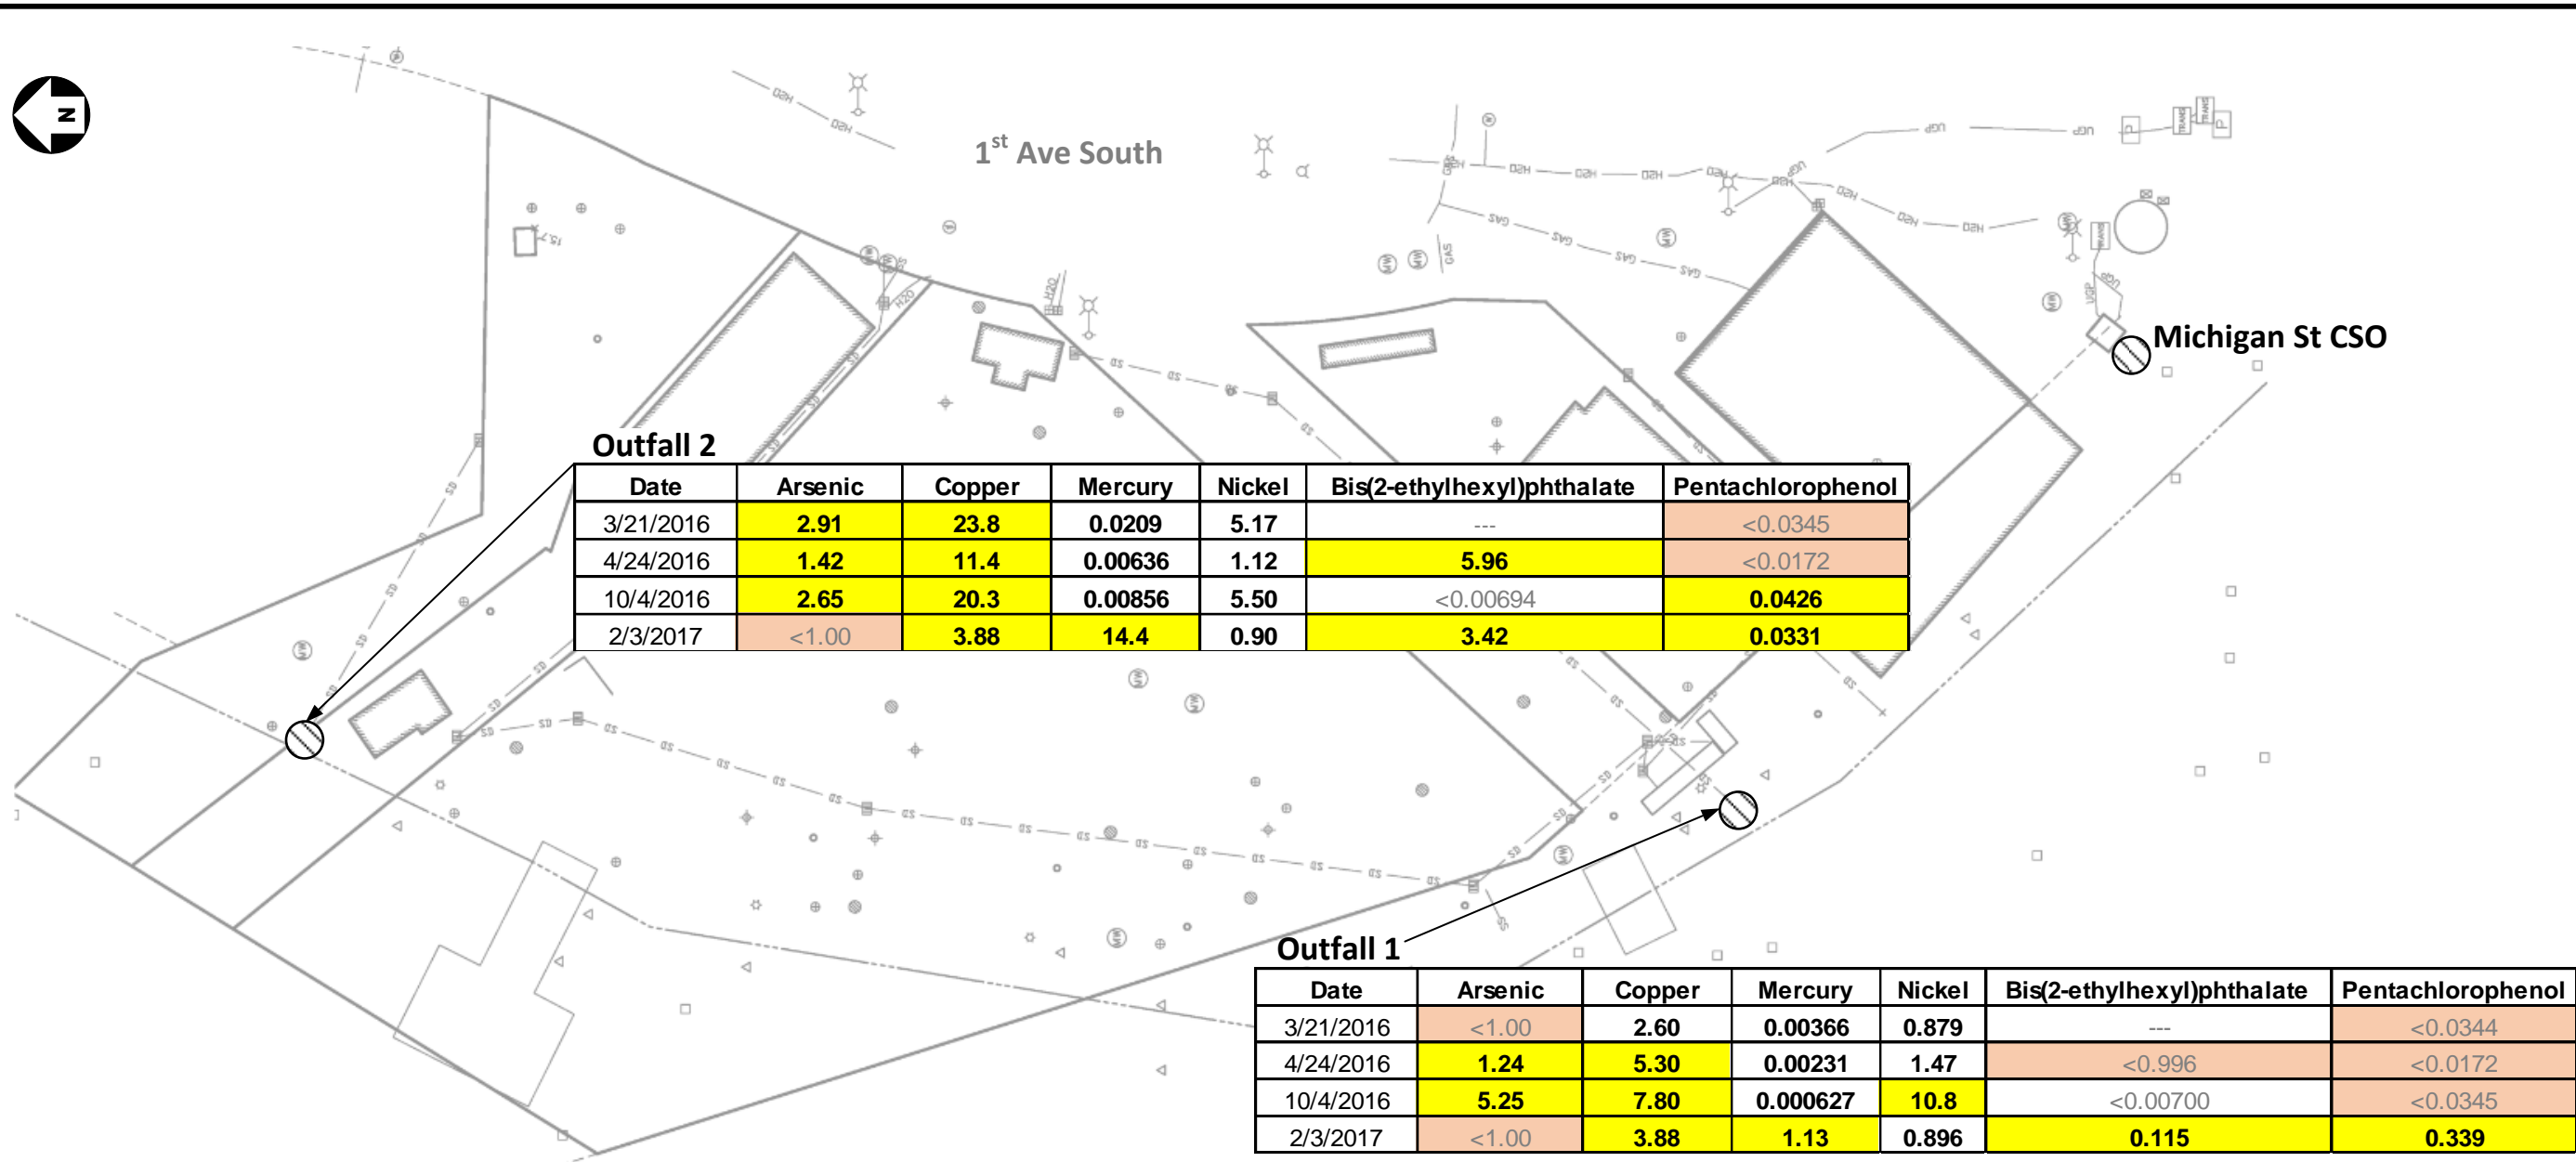 N
1st Ave South
Michigan St CSO
Outfall 2
Date Arsenic Copper Mercury Nickel Bis(2-ethylhexyl)phthalate Pentachlorophenol
3/21/2016 2.91 23.8 0.0209 5.17 --- <0.0345
4/24/2016 1.42 11.4 0.00636 1.12 5.96 <0.0172
10/4/2016 2.65 20.3 0.00856 5.50 <0.00694 0.0426
2/3/2017 <1.00 3.88 14.4 0.90 3.42 0.0331
Outfall 1
Date Arsenic Copper Mercury Nickel Bis(2-ethylhexyl)phthalate Pentachlorophenol
3/21/2016 <1.00 2.60 0.00366 0.879 --- <0.0344
4/24/2016 1.24 5.30 0.00231 1.47 <0.996 <0.0172
10/4/2016 5.25 7.80 0.000627 10.8 <0.00700 <0.0345
2/3/2017 <1.00 3.88 1.13 0.896 0.115 0.339